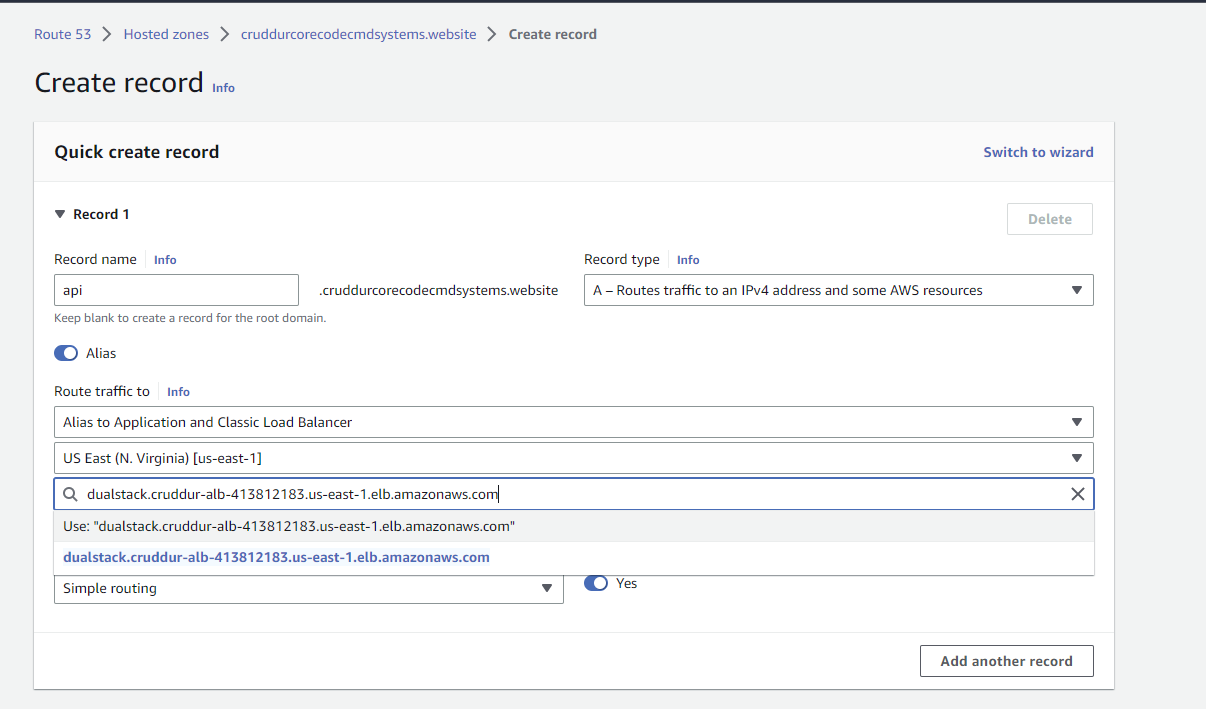 Route 53 > Hosted zones > cruddurcorecodecmdsystems.website > Create record
Create record Info
Quick create record Switch to wizard
Record 1 Delete
Record name Info Record type Info
api .cruddurcorecodecmdsystems.website A – Routes traffic to an IPv4 address and some AWS resources
Keep blank to create a record for the root domain.
Alias
Route traffic to Info
Alias to Application and Classic Load Balancer
US East (N. Virginia) [us-east-1]
dualstack.cruddur-alb-413812183.us-east-1.elb.amazonaws.com
Use: "dualstack.cruddur-alb-413812183.us-east-1.elb.amazonaws.com"
dualstack.cruddur-alb-413812183.us-east-1.elb.amazonaws.com
Simple routing Yes
Add another record